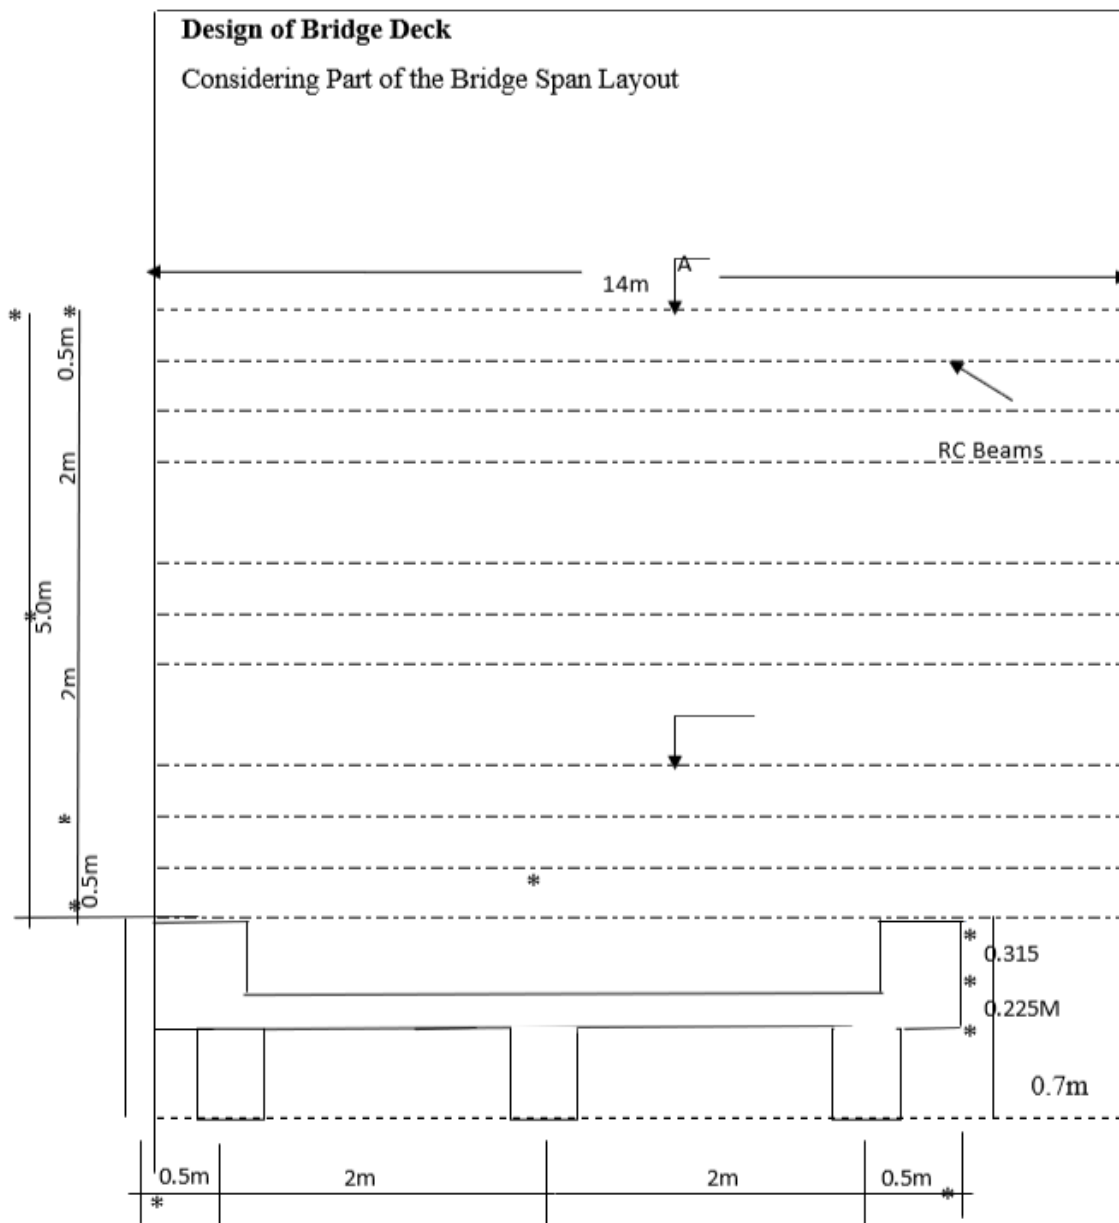 Design of Bridge Deck
Considering Part of the Bridge Span Layout
A
14m
*
*
0.5m
RC Beams
2m
5.0m
*
2m
*
0.5m
*
*
*
0.315
*
0.225M
*
0.7m
0.5m
2m
2m
0.5m
*
*